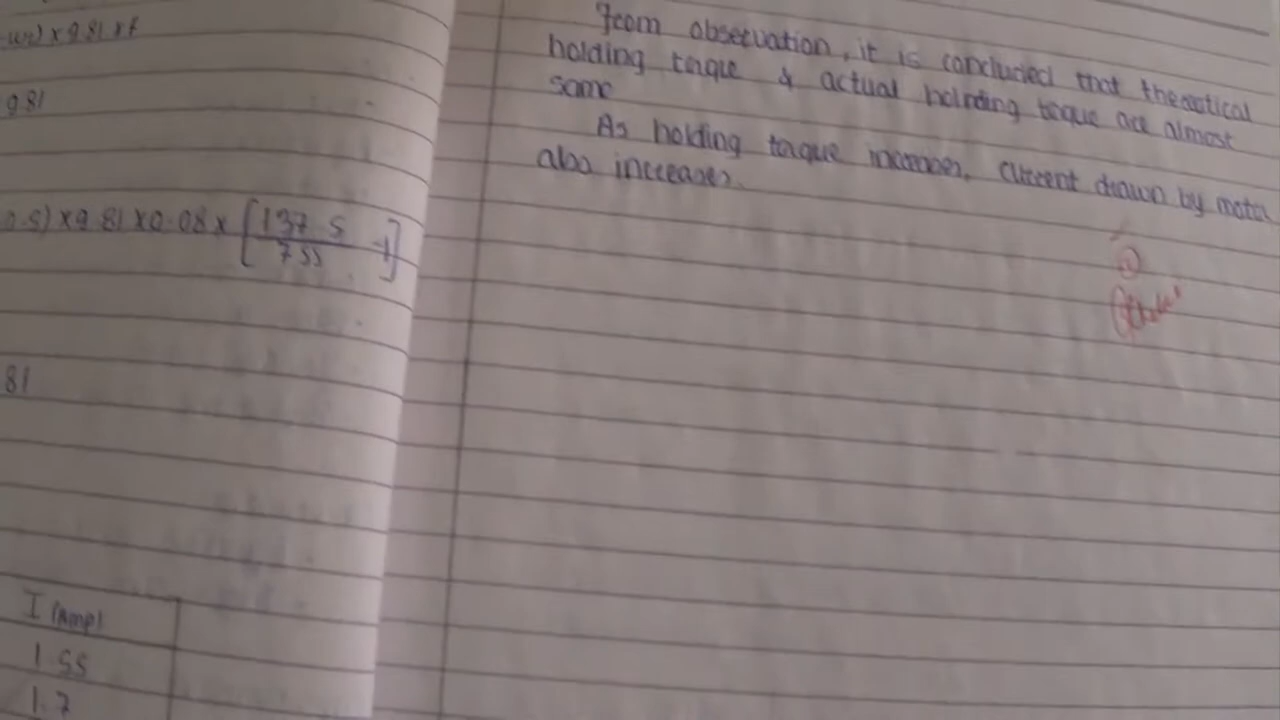 w2) x 9.81 x r
9.81
0.5) x 9.81 x 0.08 x [137.5 / 755 - 1]
81
I (Amp)
1.55
1.7
From observation, it is concluded that theoretical
holding torque & actual holding torque are almost
same
As holding torque increases, current drawn by motor
also increases.